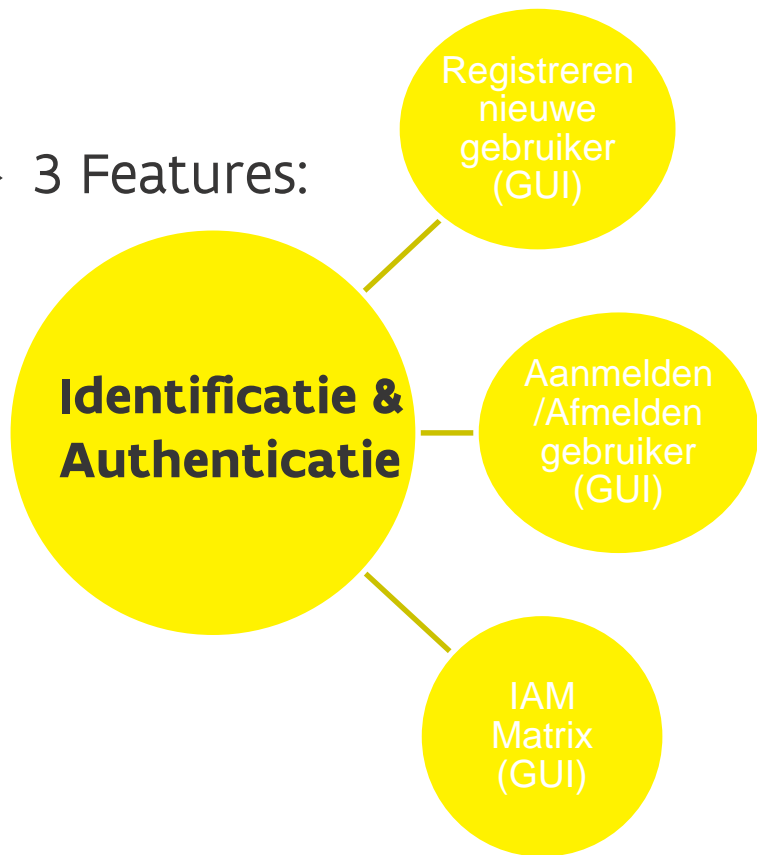 3 Features:
Registreren
nieuwe
gebruiker
(GUI)
Identificatie &
Authenticatie
Aanmelden
/Afmelden
gebruiker
(GUI)
IAM
Matrix
(GUI)